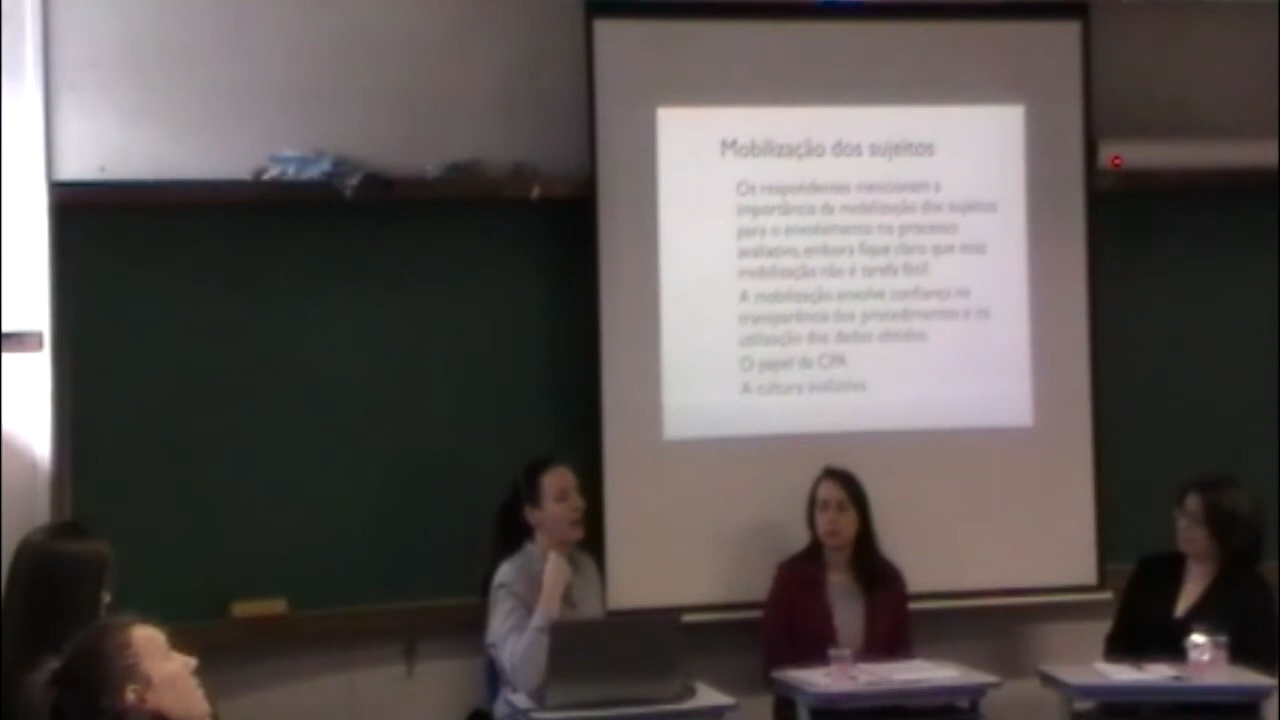 Mobilização dos sujeitos
Os respondentes mencionam a
importância da mobilização dos sujeitos
para o envolvimento no processo
avaliativo, embora fique claro que essa
mobilização não é tarefa fácil.
A mobilização envolve confiança na
transparência dos procedimentos e na
utilização dos dados obtidos.
O papel da CPA
A cultura avaliativa